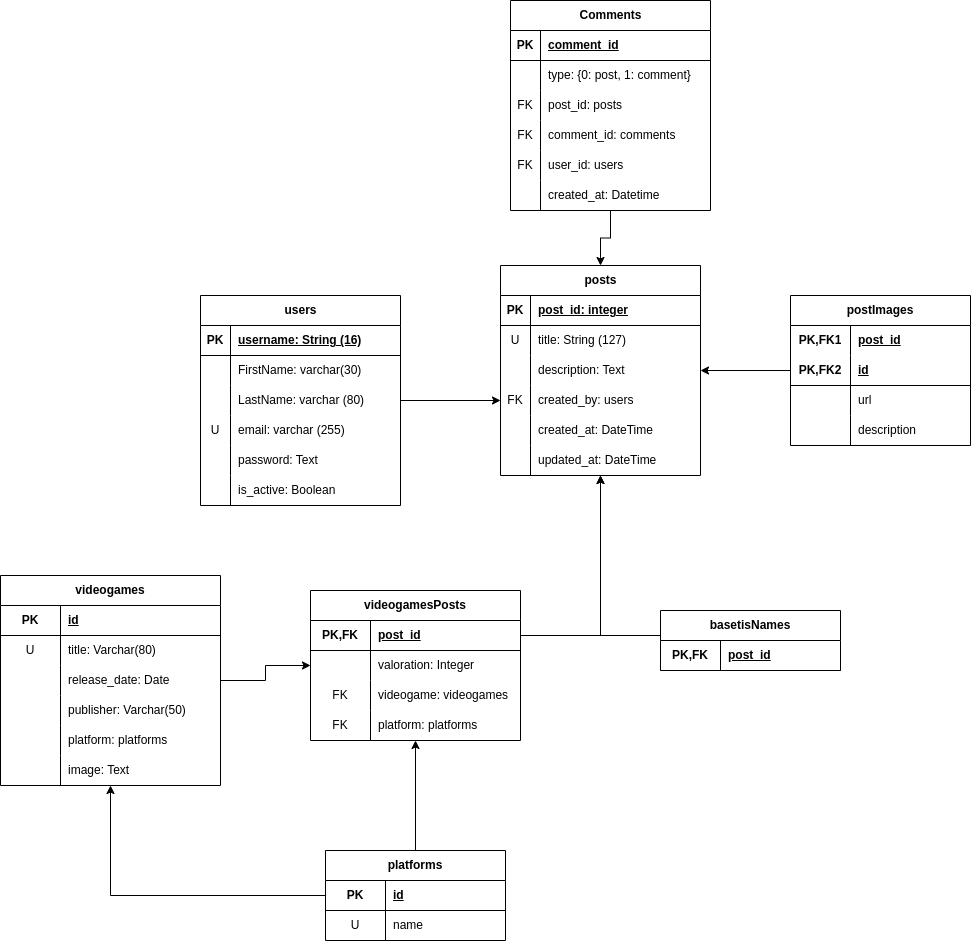 Comments
PK comment_id
type: {0: post, 1: comment}
FK post_id: posts
FK comment_id: comments
FK user_id: users
created_at: Datetime
posts
PK post_id: integer
U title: String (127)
description: Text
FK created_by: users
created_at: DateTime
updated_at: DateTime
users
PK username: String (16)
FirstName: varchar(30)
LastName: varchar (80)
U email: varchar (255)
password: Text
is_active: Boolean
postImages
PK,FK1 post_id
PK,FK2 id
url
description
videogames
PK id
U title: Varchar(80)
release_date: Date
publisher: Varchar(50)
platform: platforms
image: Text
videogamesPosts
PK,FK post_id
valoration: Integer
FK videogame: videogames
FK platform: platforms
basetisNames
PK,FK post_id
platforms
PK id
U name